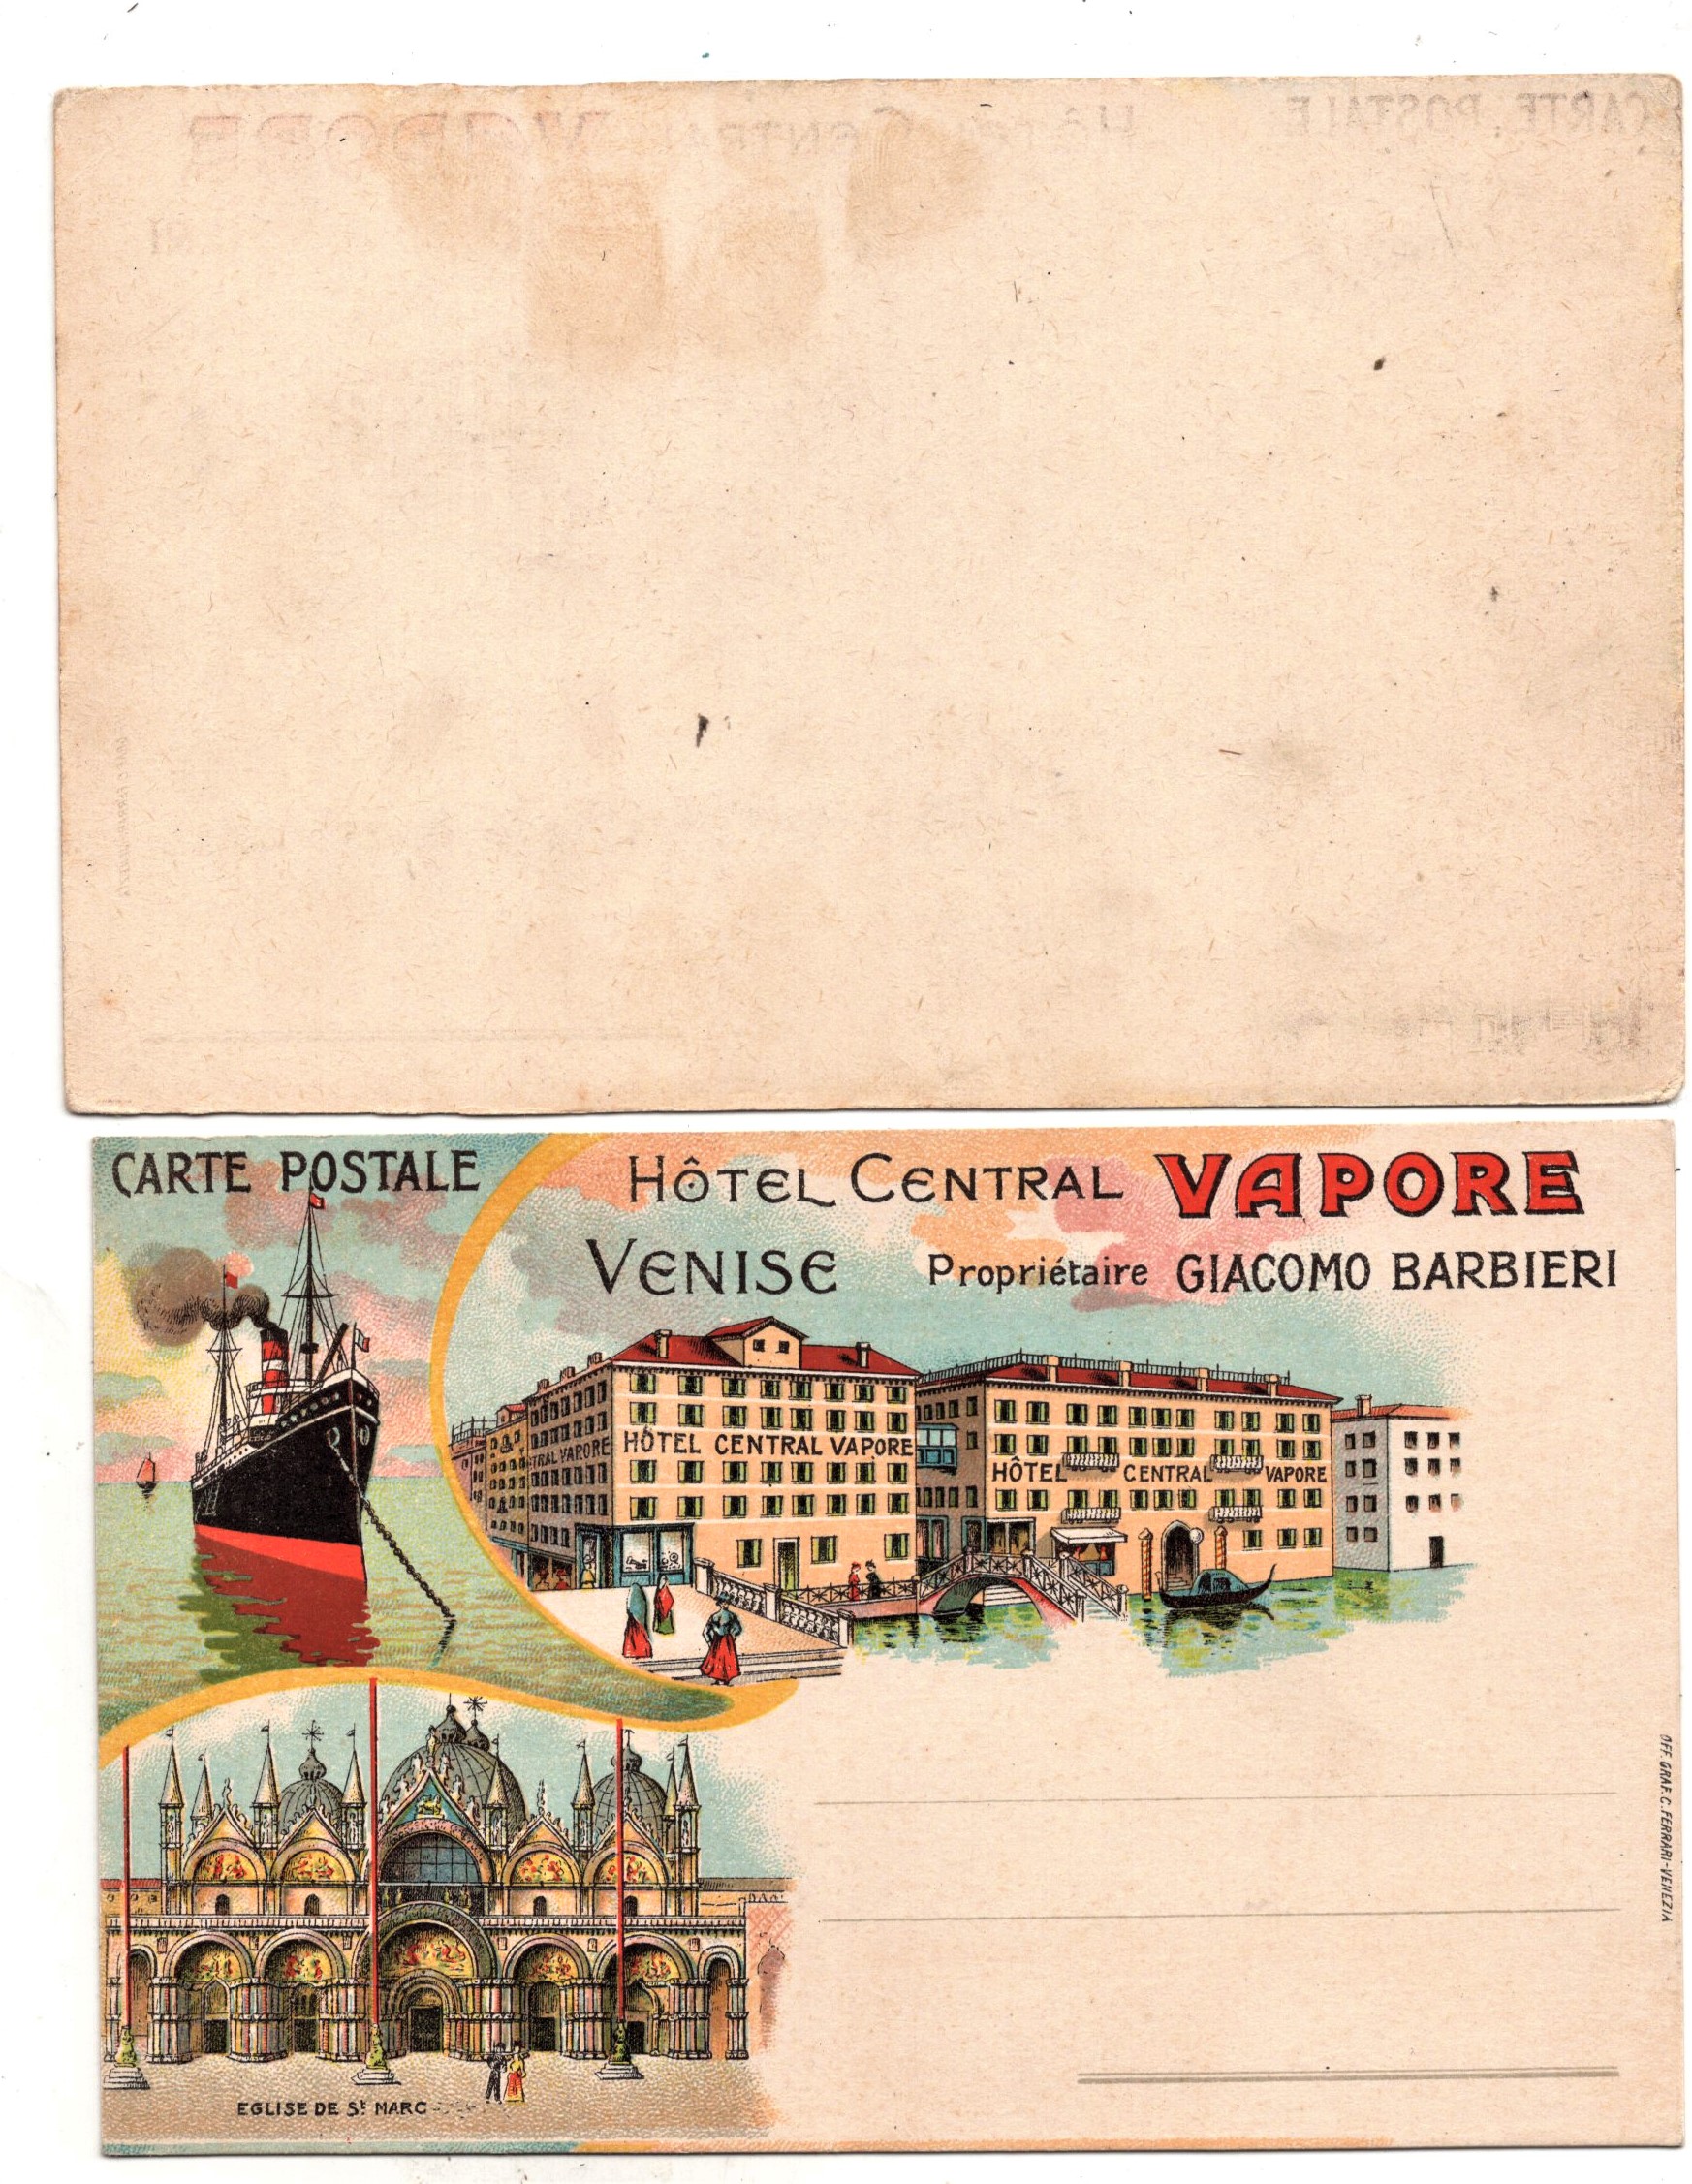 CARTE POSTALE
HÔTEL CENTRAL VAPORE
VENISE Propriétaire GIACOMO BARBIERI
TRAL VAPORE HÔTEL CENTRAL VAPORE
HÔTEL CENTRAL VAPORE
EGLISE DE St MARC
OFF. GRAF. C. FERRARI - VENEZIA